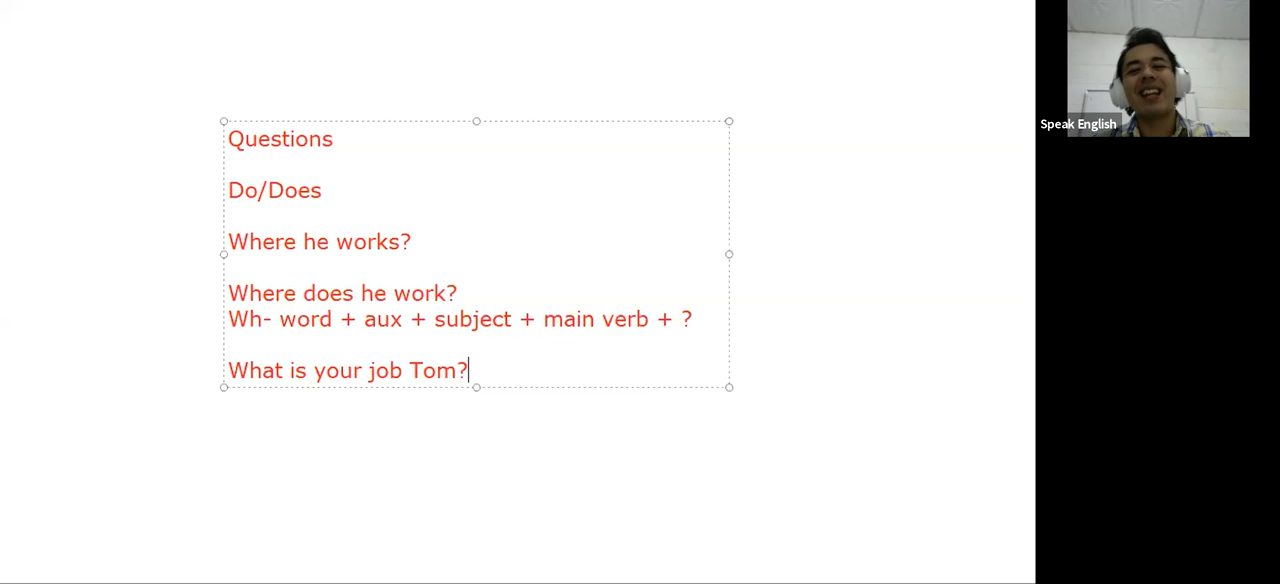 Questions
Do/Does
Where he works?
Where does he work?
Wh- word + aux + subject + main verb + ?
What is your job Tom?
Speak English